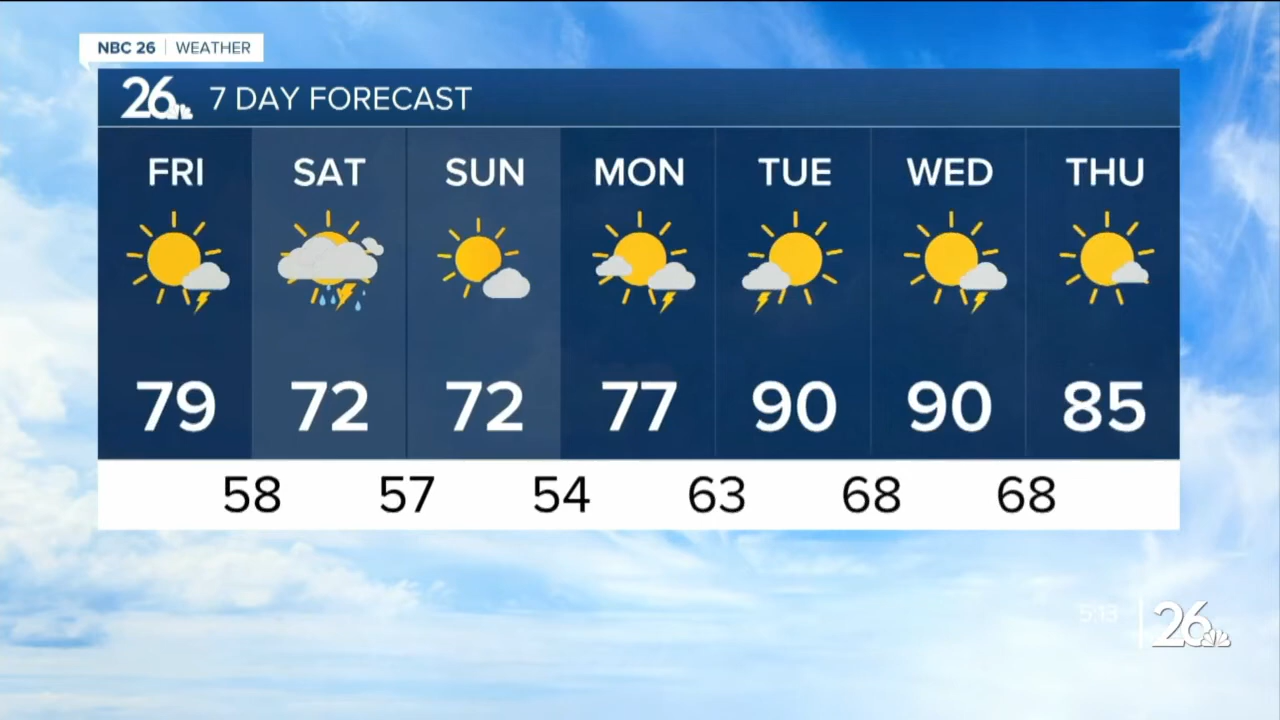 NBC 26 | WEATHER
26 7 DAY FORECAST
FRI SAT SUN MON TUE WED THU
79 72 72 77 90 90 85
58 57 54 63 68 68
5:13 26